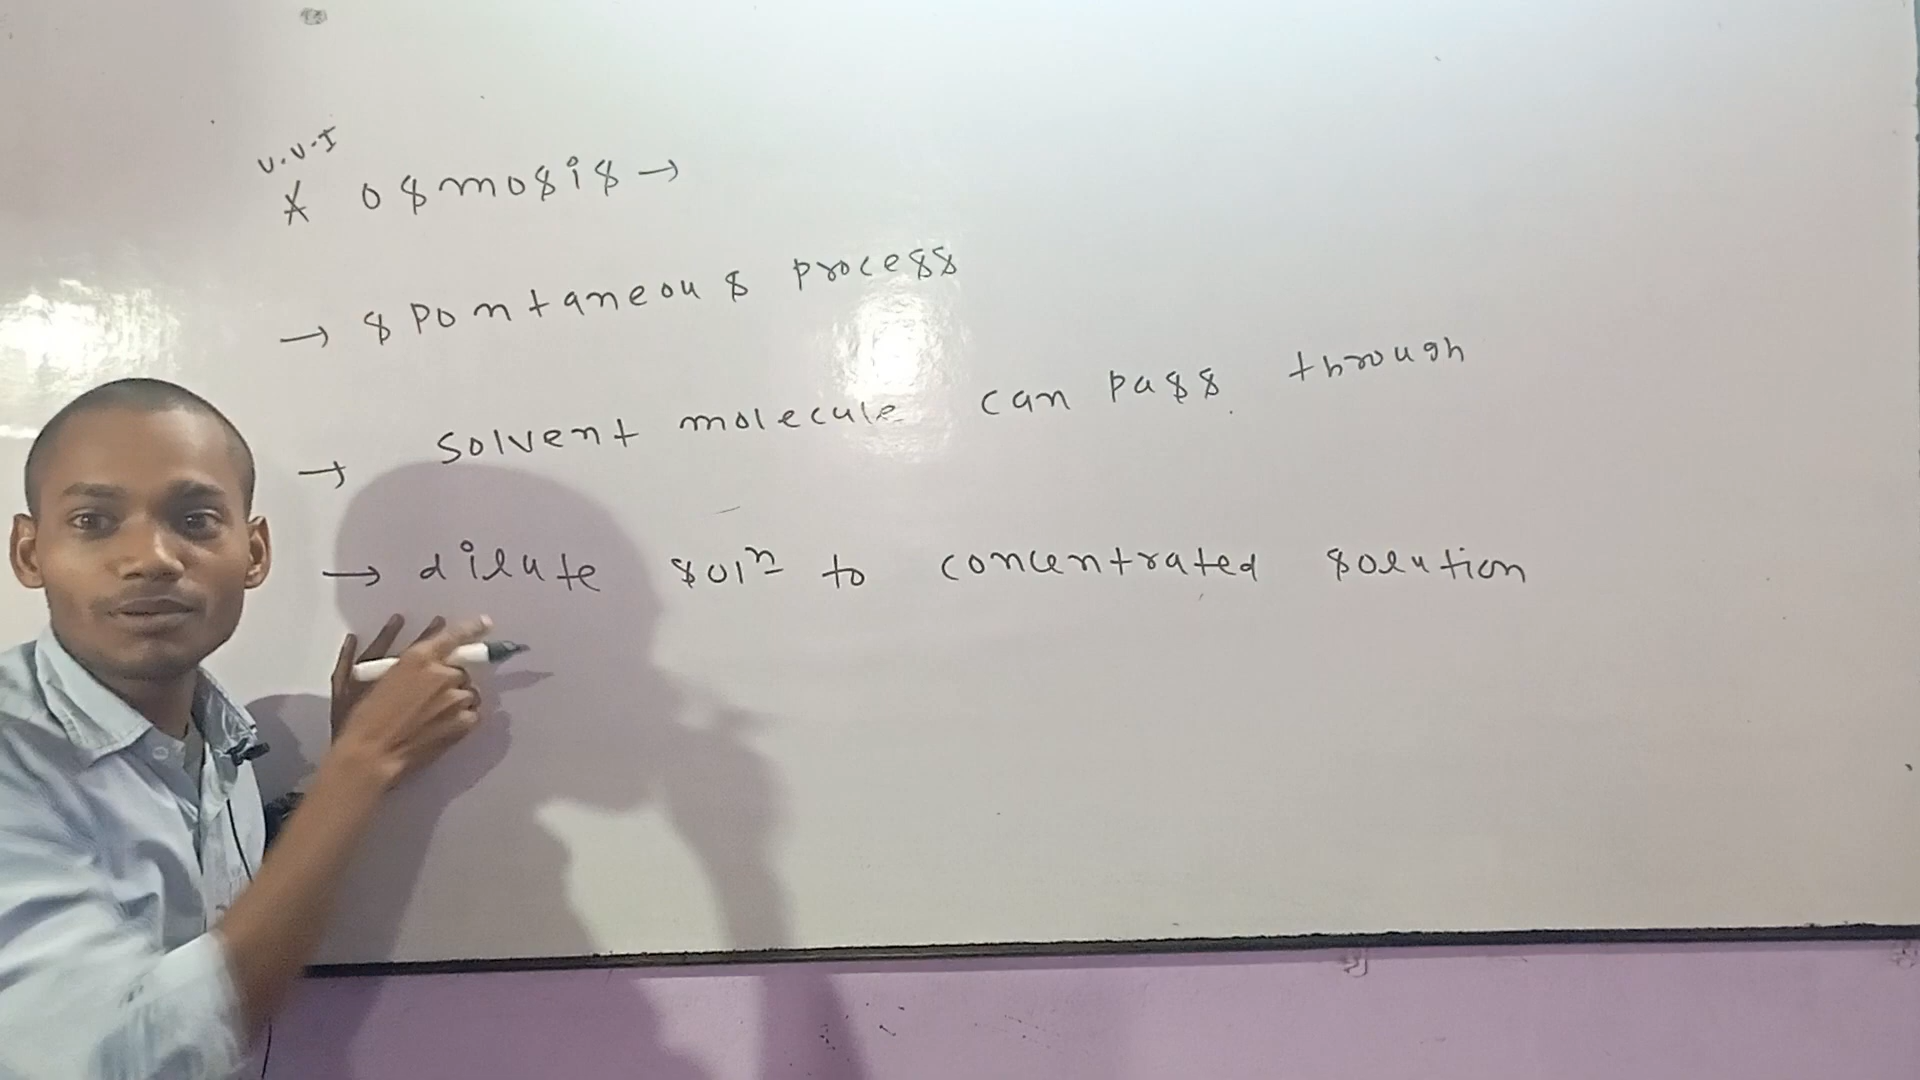 V.V.I
* Osmosis →
→ spontaneous process
→ Solvent molecule can pass through
→ dilute solⁿ to concentrated solution